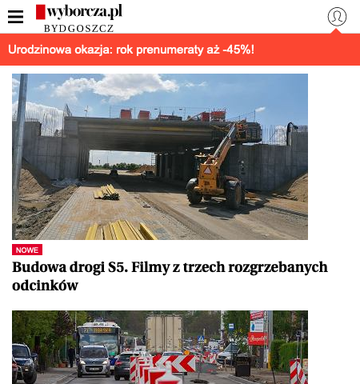 wyborcza.pl
BYDGOSZCZ
Urodzinowa okazja: rok prenumeraty aż -45%!
NOWE
Budowa drogi S5. Filmy z trzech rozgrzebanych
odcinków